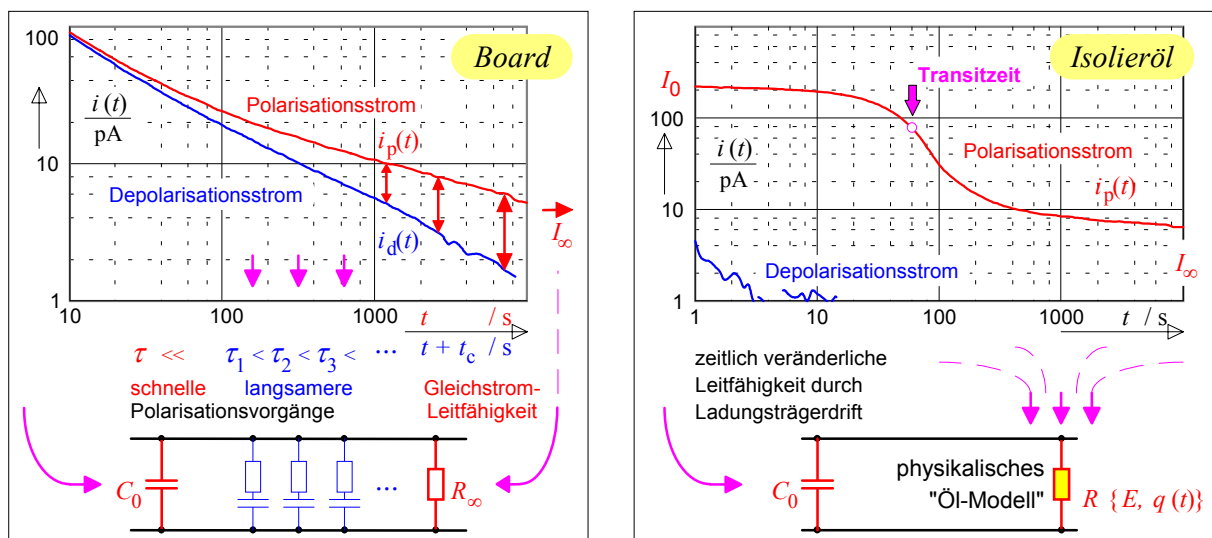 Board
100
i (t)
pA
Polarisationsstrom
i_p(t)
10
Depolarisationsstrom
i_d(t)
I_∞
1
10
100
1000
t / s
t + t_c / s
τ << τ_1 < τ_2 < τ_3 < ...
schnelle langsamere
Polarisationsvorgänge
Gleichstrom-
Leitfähigkeit
C_0
...
R_∞
Isolieröl
I_0
Transitzeit
100
i (t)
pA
Polarisationsstrom
i_p(t)
10
I_∞
Depolarisationsstrom
1
1
10
100
1000
t / s
zeitlich veränderliche
Leitfähigkeit durch
Ladungsträgerdrift
C_0
physikalisches
"Öl-Modell"
R {E, q (t)}